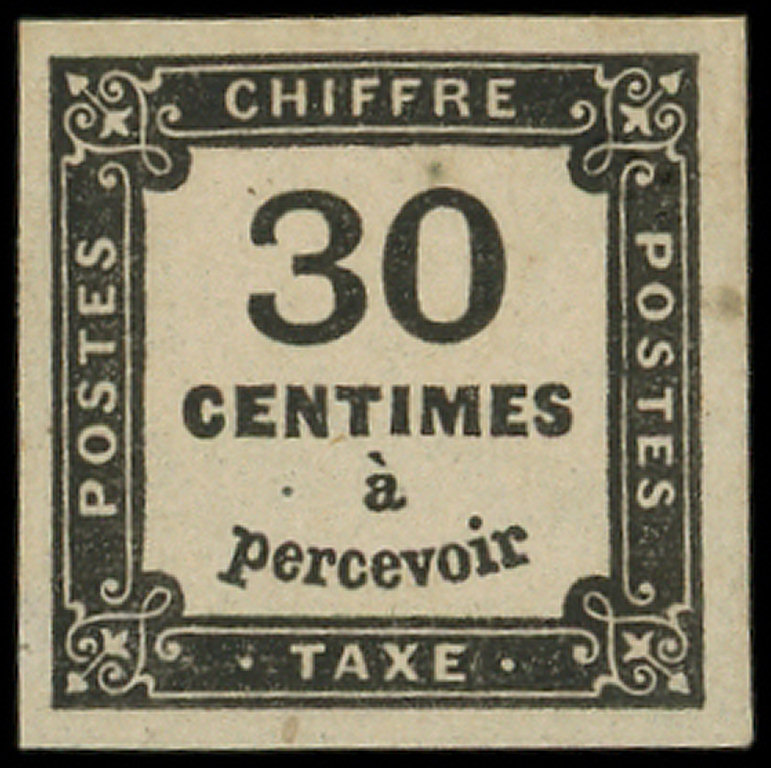 CHIFFRE
POSTES
30
CENTIMES
à
percevoir
POSTES
· TAXE ·